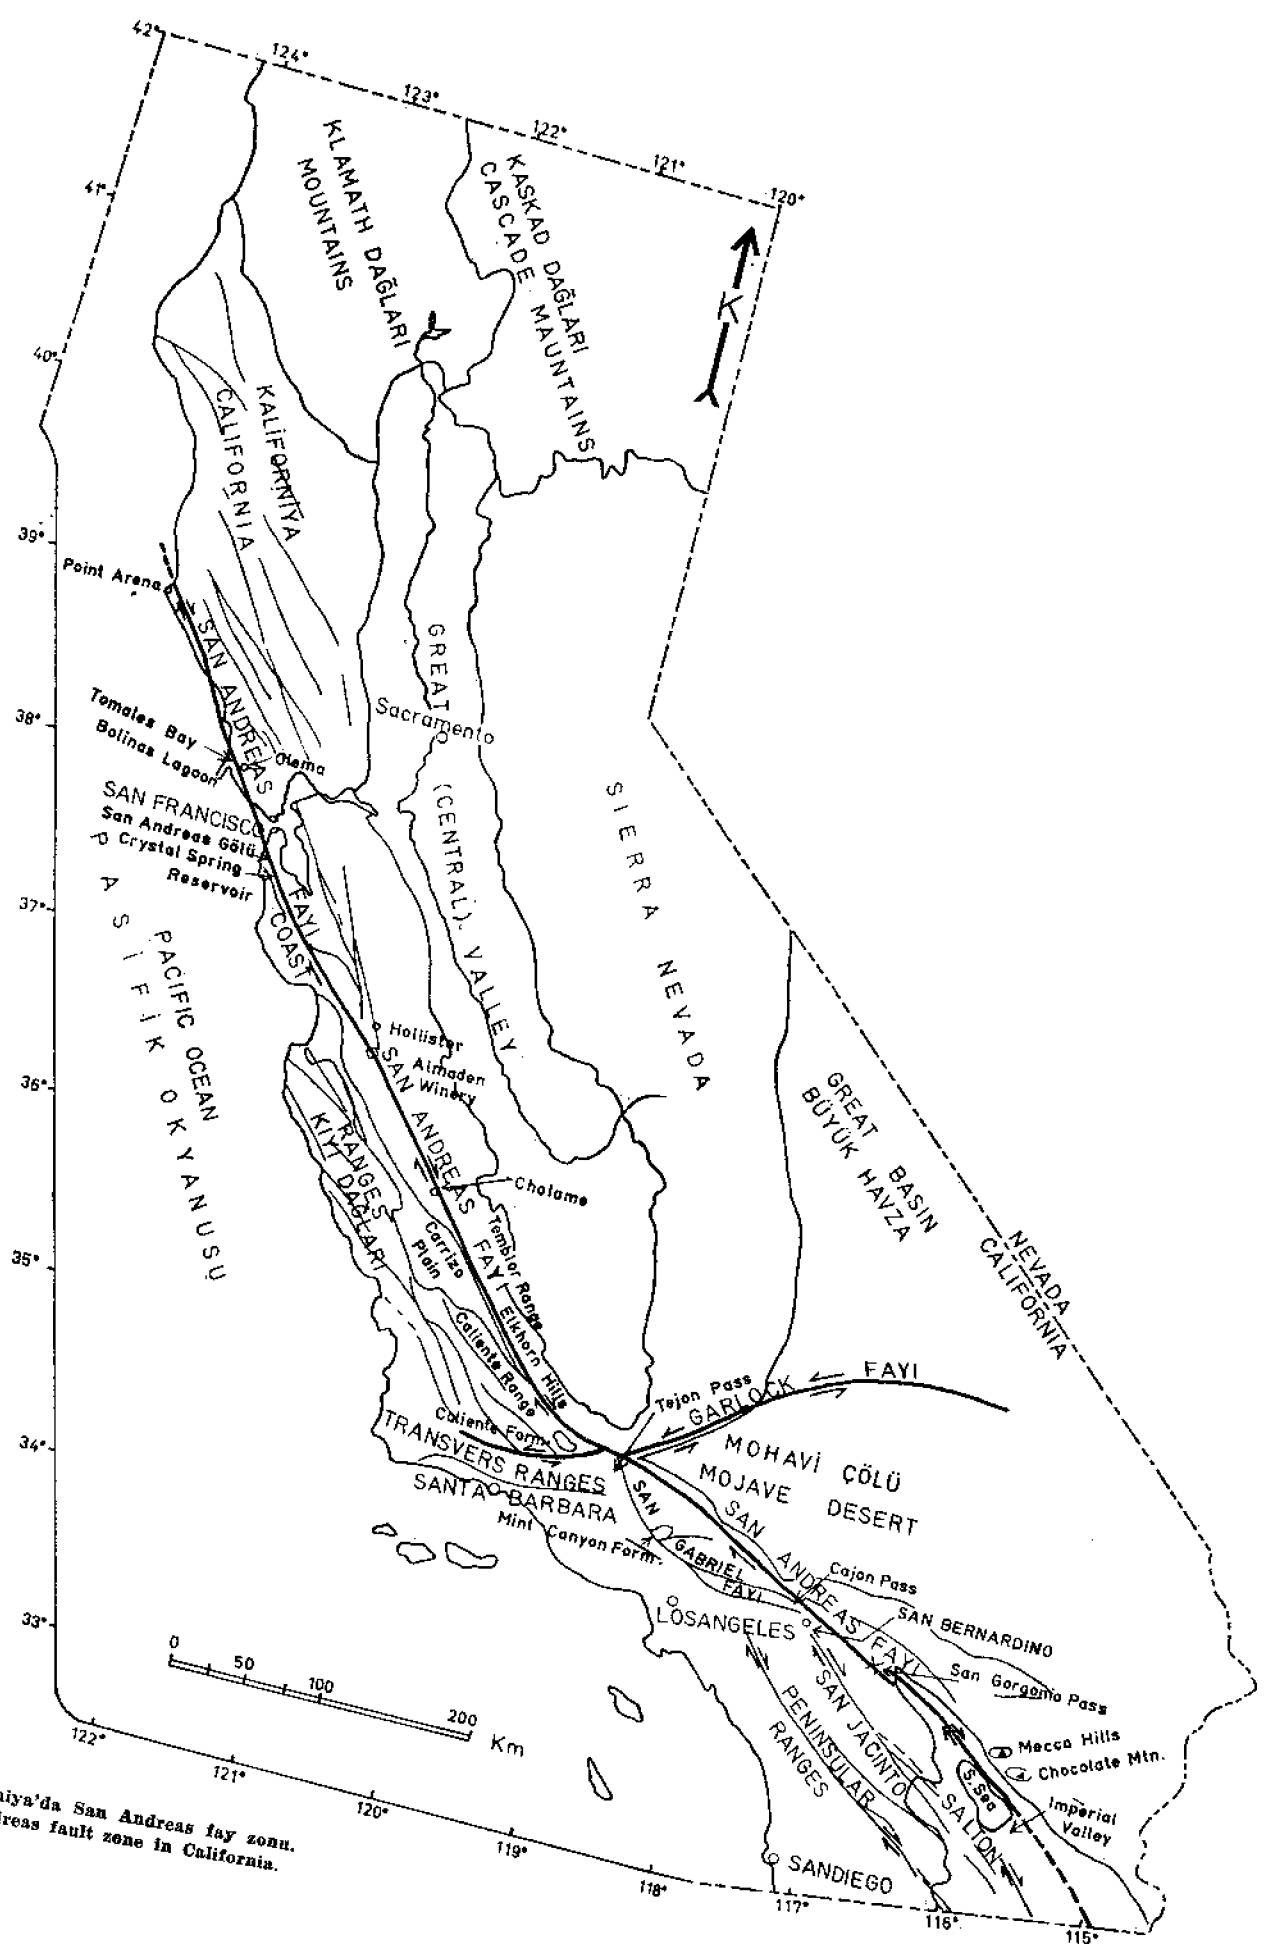 42°
124°
123°
122°
121°
120°
41°
40°
39°
38°
37°
36°
35°
34°
33°
KLAMATH DAĞLARI
MOUNTAINS
KASKAD DAĞLARI
CASCADE MAUNTAINS
K
KALİFORNİYA
CALIFORNIA
Point Arena
SAN ANDREAS
GREAT
Sacramento
Tomales Bay
Bolinas Lagoon
Olema
SAN FRANCISCO
San Andreas Gölü
Crystal Spring
Reservoir
FAYI
COAST
(CENTRAL). VALLEY
SIERRA NEVADA
PASİFİK OKYANUSU
PACIFIC OCEAN
Hollister
Almaden
Winery
SAN ANDREAS FAYI
RANGES
KIYI DAĞLARI
Cholame
GREAT BASIN
BÜYÜK HAVZA
NEVADA
CALIFORNIA
Carrizo
Plain
Temblor Range
Elkhorn Hills
Caliente Range
Caliente Form.
Tejon Pass
GARLOCK FAYI
TRANSVERS RANGES
MOHAVİ ÇÖLÜ
MOJAVE DESERT
SANTA BARBARA
Mint Canyon Form.
SAN GABRIEL FAYI
SAN ANDREAS FAYI
Cajon Pass
LOSANGELES
SAN BERNARDINO
San Gorgonio Pass
SAN JACINTO
PENINSULAR
RANGES
Mecca Hills
Chocolate Mtn.
S. Sea
SALTON
Imperial
Valley
SANDIEGO
0 50 100 200 Km
122°
121°
120°
119°
118°
117°
116°
115°
niya'da San Andreas fay zonu.
reas fault zone in California.